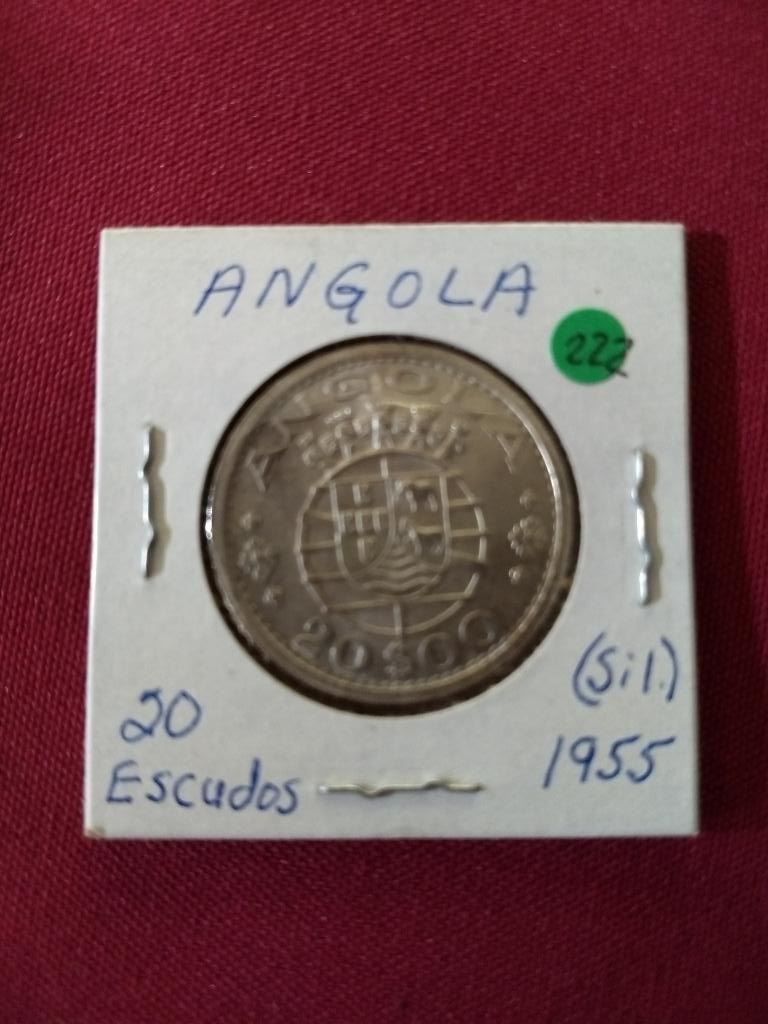 ANGOLA
222
ANGOLA
20$00
(Sil.)
20
1955
Escudos